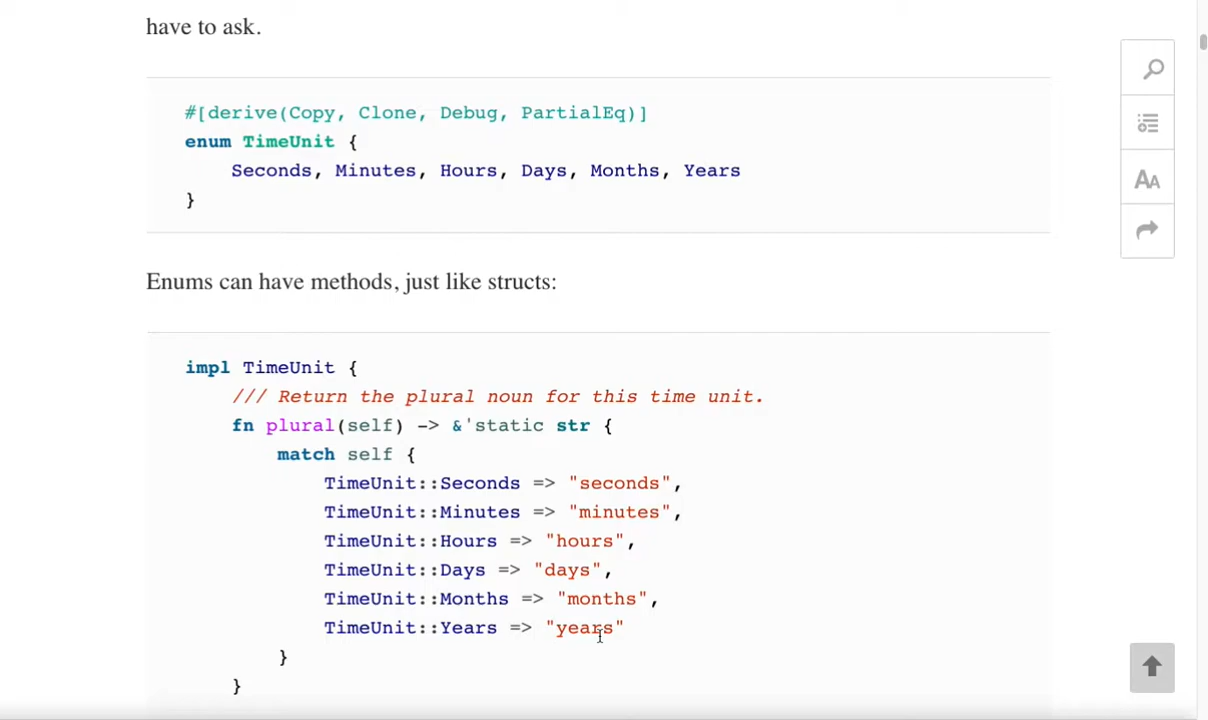 have to ask.
#[derive(Copy, Clone, Debug, PartialEq)]
enum TimeUnit {
    Seconds, Minutes, Hours, Days, Months, Years
}
Enums can have methods, just like structs:
impl TimeUnit {
    /// Return the plural noun for this time unit.
    fn plural(self) -> &'static str {
        match self {
            TimeUnit::Seconds => "seconds",
            TimeUnit::Minutes => "minutes",
            TimeUnit::Hours => "hours",
            TimeUnit::Days => "days",
            TimeUnit::Months => "months",
            TimeUnit::Years => "years"
        }
    }
AA